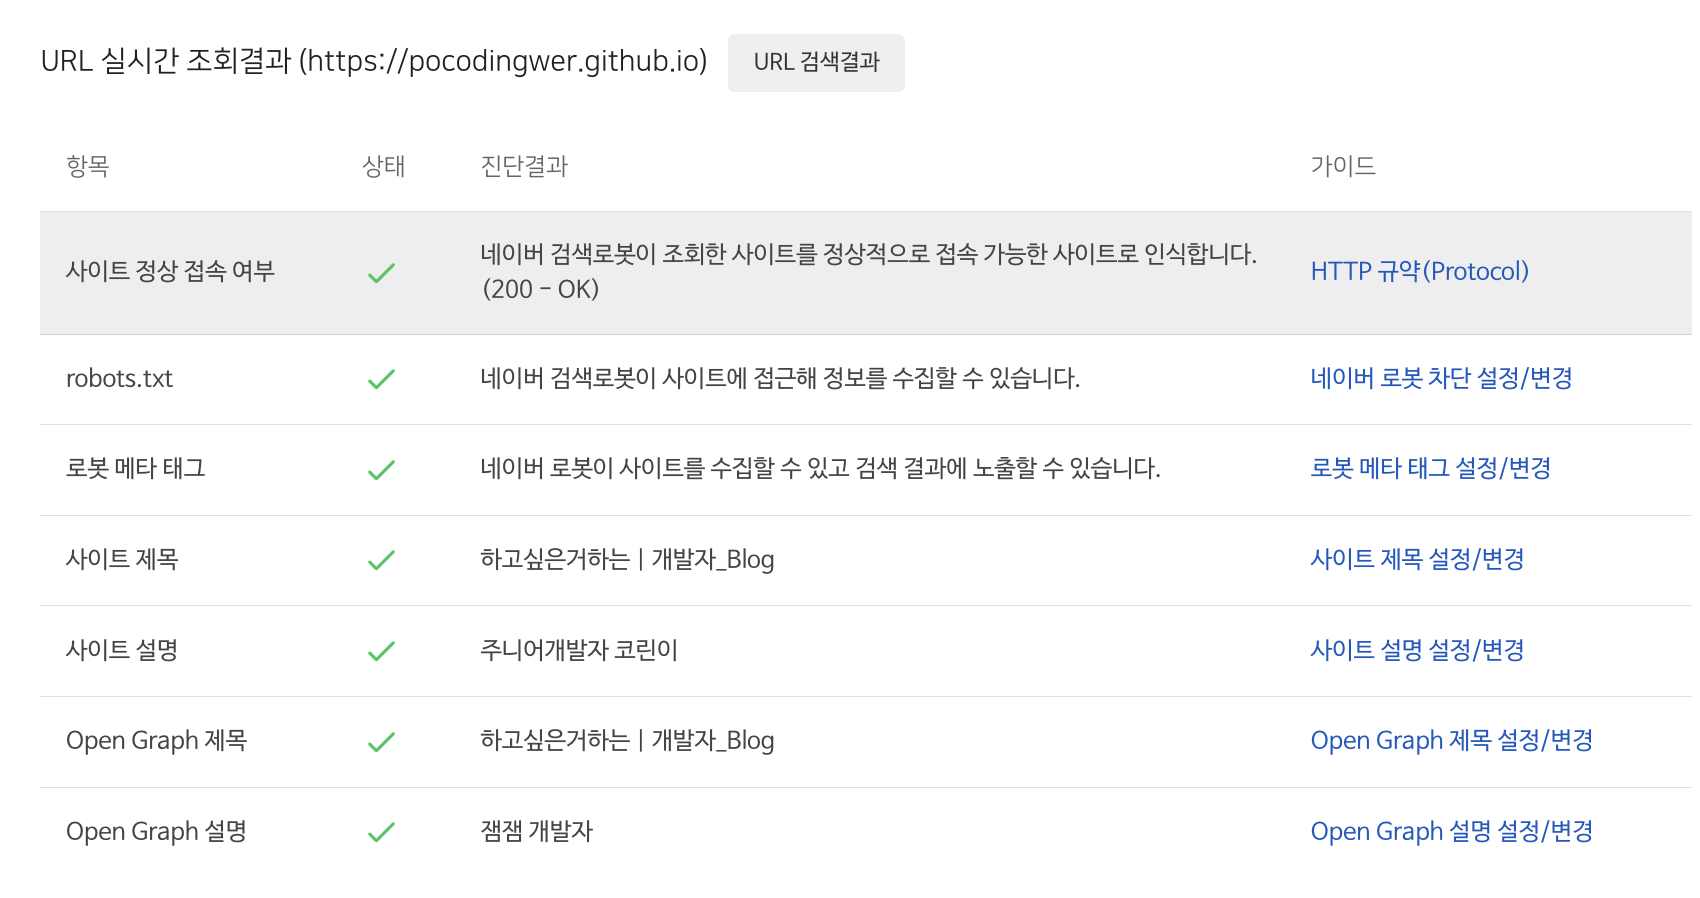 URL 실시간 조회결과 (https://pocodingwer.github.io) URL 검색결과
항목 상태 진단결과 가이드
사이트 정상 접속 여부 네이버 검색로봇이 조회한 사이트를 정상적으로 접속 가능한 사이트로 인식합니다. HTTP 규약(Protocol)
(200 - OK)
robots.txt 네이버 검색로봇이 사이트에 접근해 정보를 수집할 수 있습니다. 네이버 로봇 차단 설정/변경
로봇 메타 태그 네이버 로봇이 사이트를 수집할 수 있고 검색 결과에 노출할 수 있습니다. 로봇 메타 태그 설정/변경
사이트 제목 하고싶은거하는 | 개발자_Blog 사이트 제목 설정/변경
사이트 설명 주니어개발자 코린이 사이트 설명 설정/변경
Open Graph 제목 하고싶은거하는 | 개발자_Blog Open Graph 제목 설정/변경
Open Graph 설명 잼잼 개발자 Open Graph 설명 설정/변경